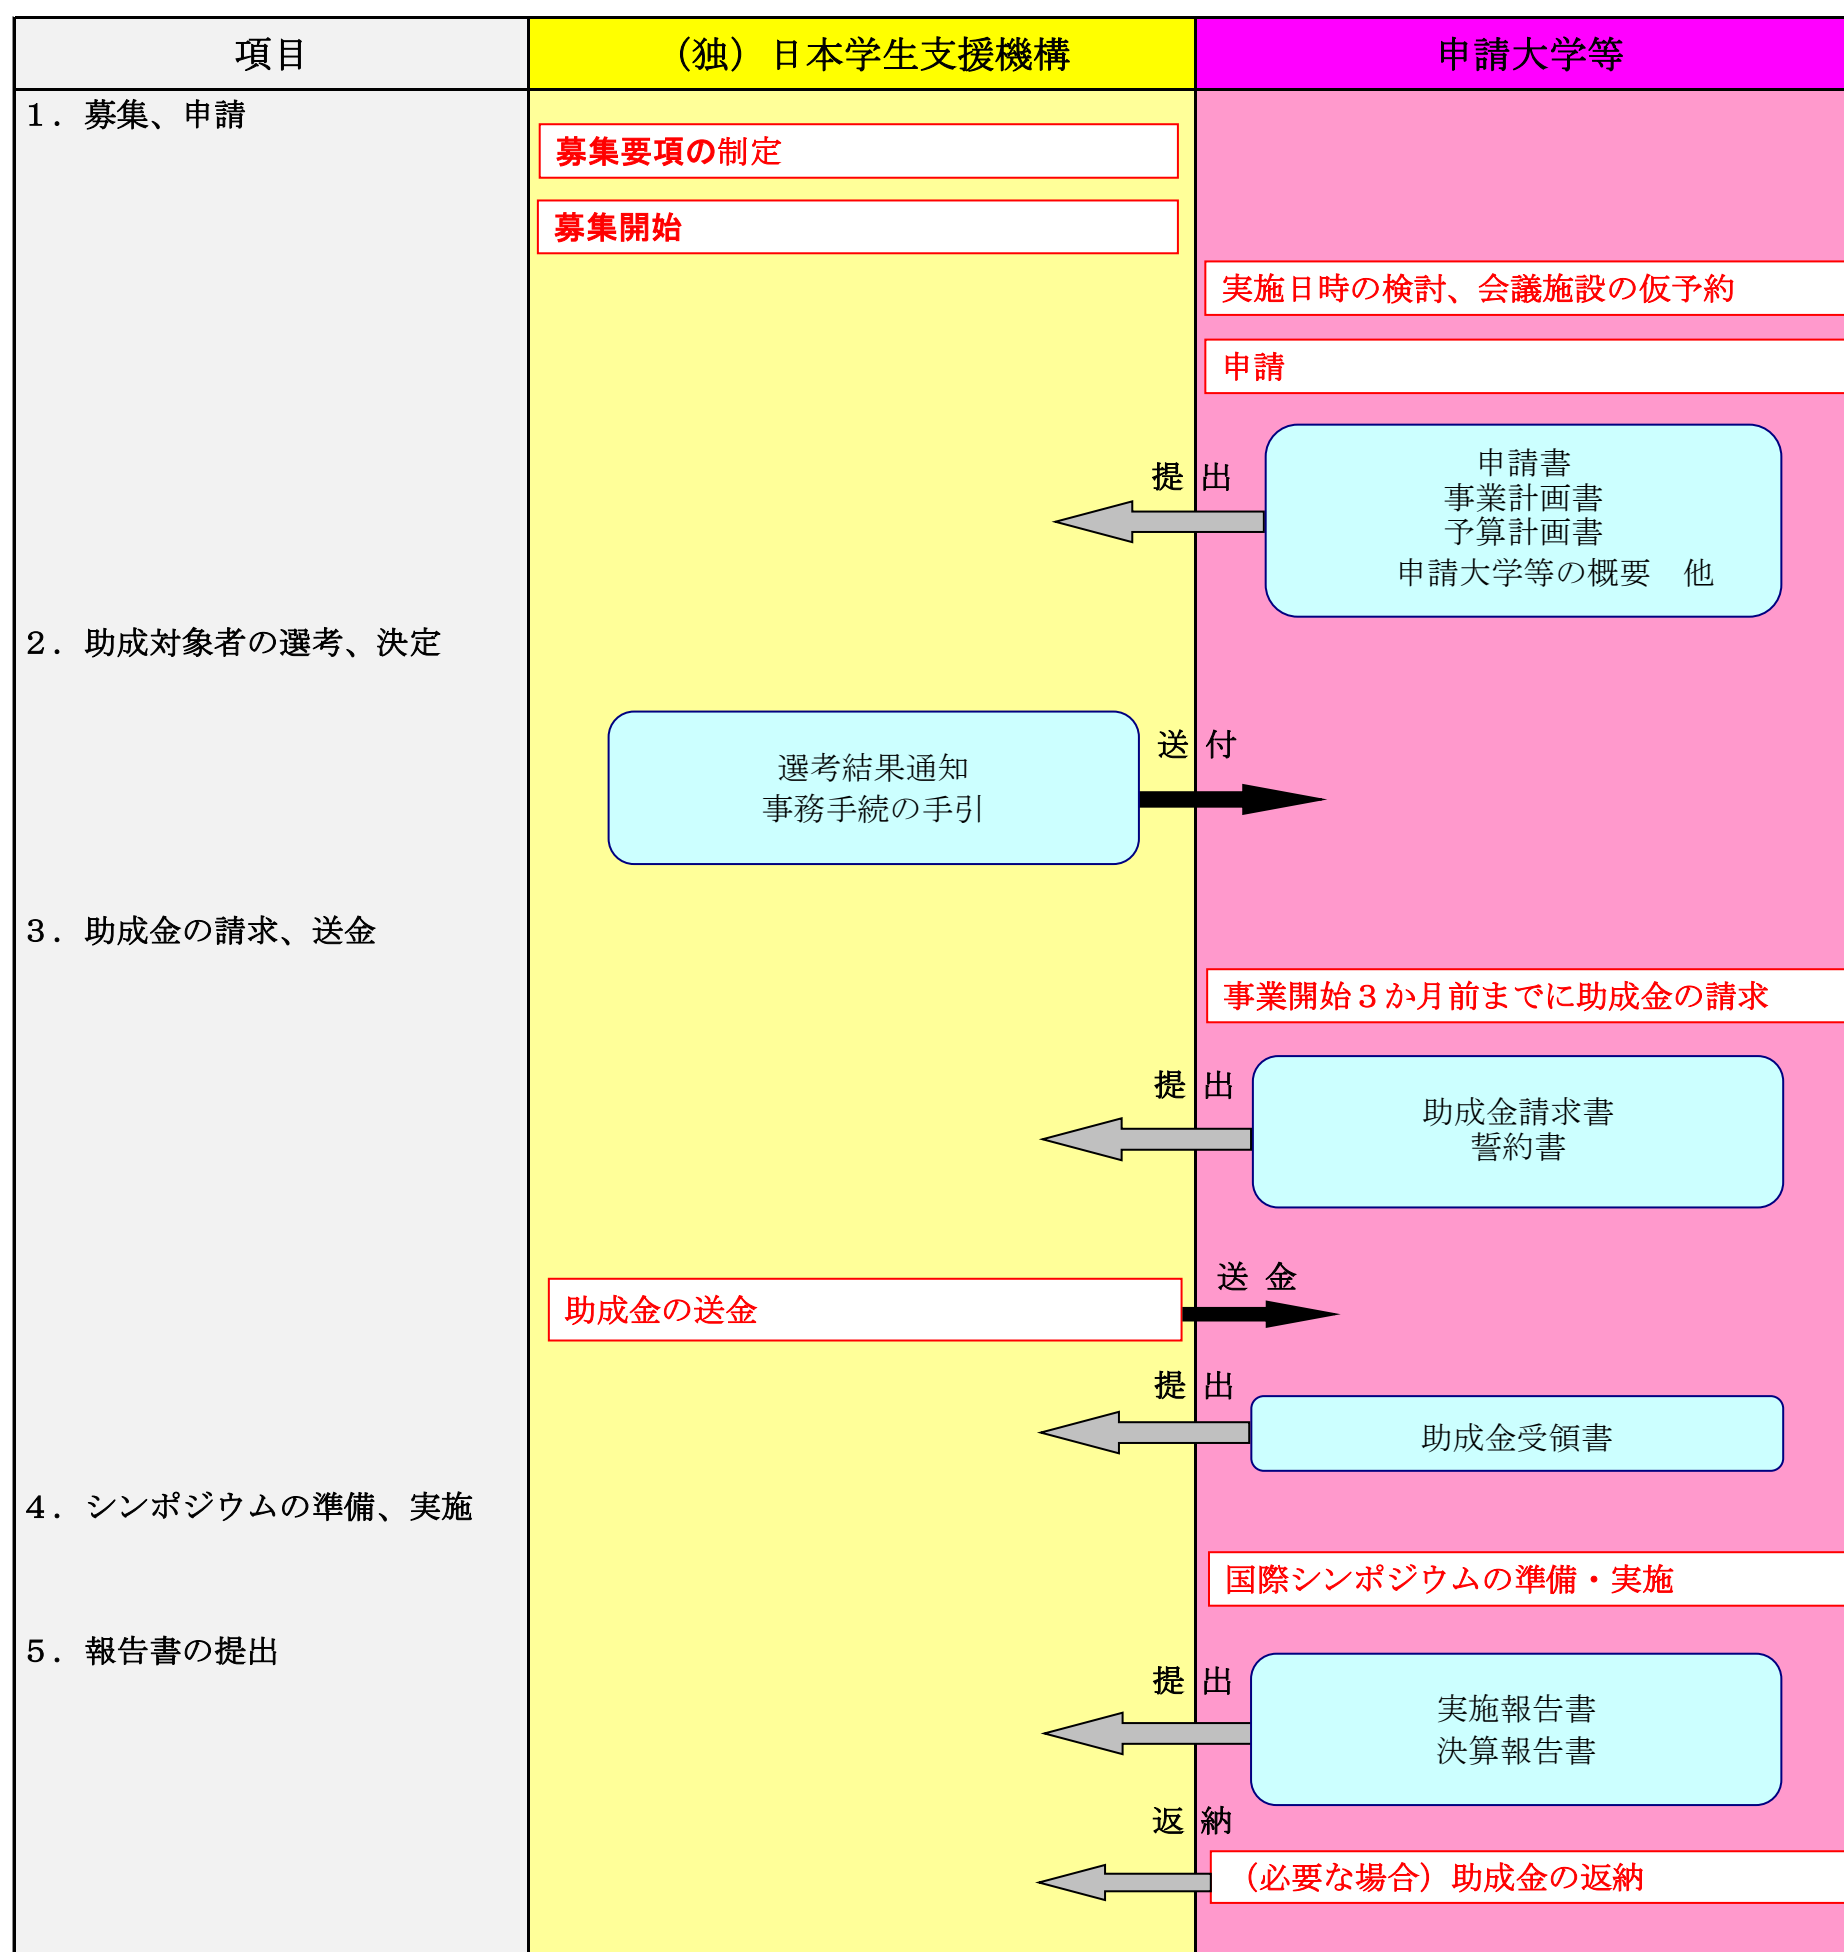 項目
（独）日本学生支援機構
申請大学等
１．募集、申請
募集要項の制定
募集開始
実施日時の検討、会議施設の仮予約
申請
提 出
申請書
事業計画書
予算計画書
申請大学等の概要　他
２．助成対象者の選考、決定
送 付
選考結果通知
事務手続の手引
３．助成金の請求、送金
事業開始３か月前までに助成金の請求
提 出
助成金請求書
誓約書
送 金
助成金の送金
提 出
助成金受領書
４．シンポジウムの準備、実施
国際シンポジウムの準備・実施
５．報告書の提出
提 出
実施報告書
決算報告書
返 納
（必要な場合）助成金の返納